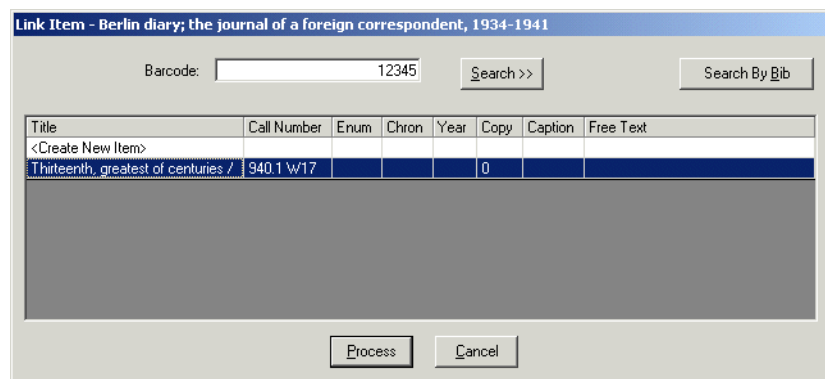 Link Item - Berlin diary; the journal of a foreign correspondent, 1934-1941
Barcode: 12345 Search >> Search By Bib
Title Call Number Enum Chron Year Copy Caption Free Text
<Create New Item>
Thirteenth, greatest of centuries / 940.1 W17 0
Process Cancel